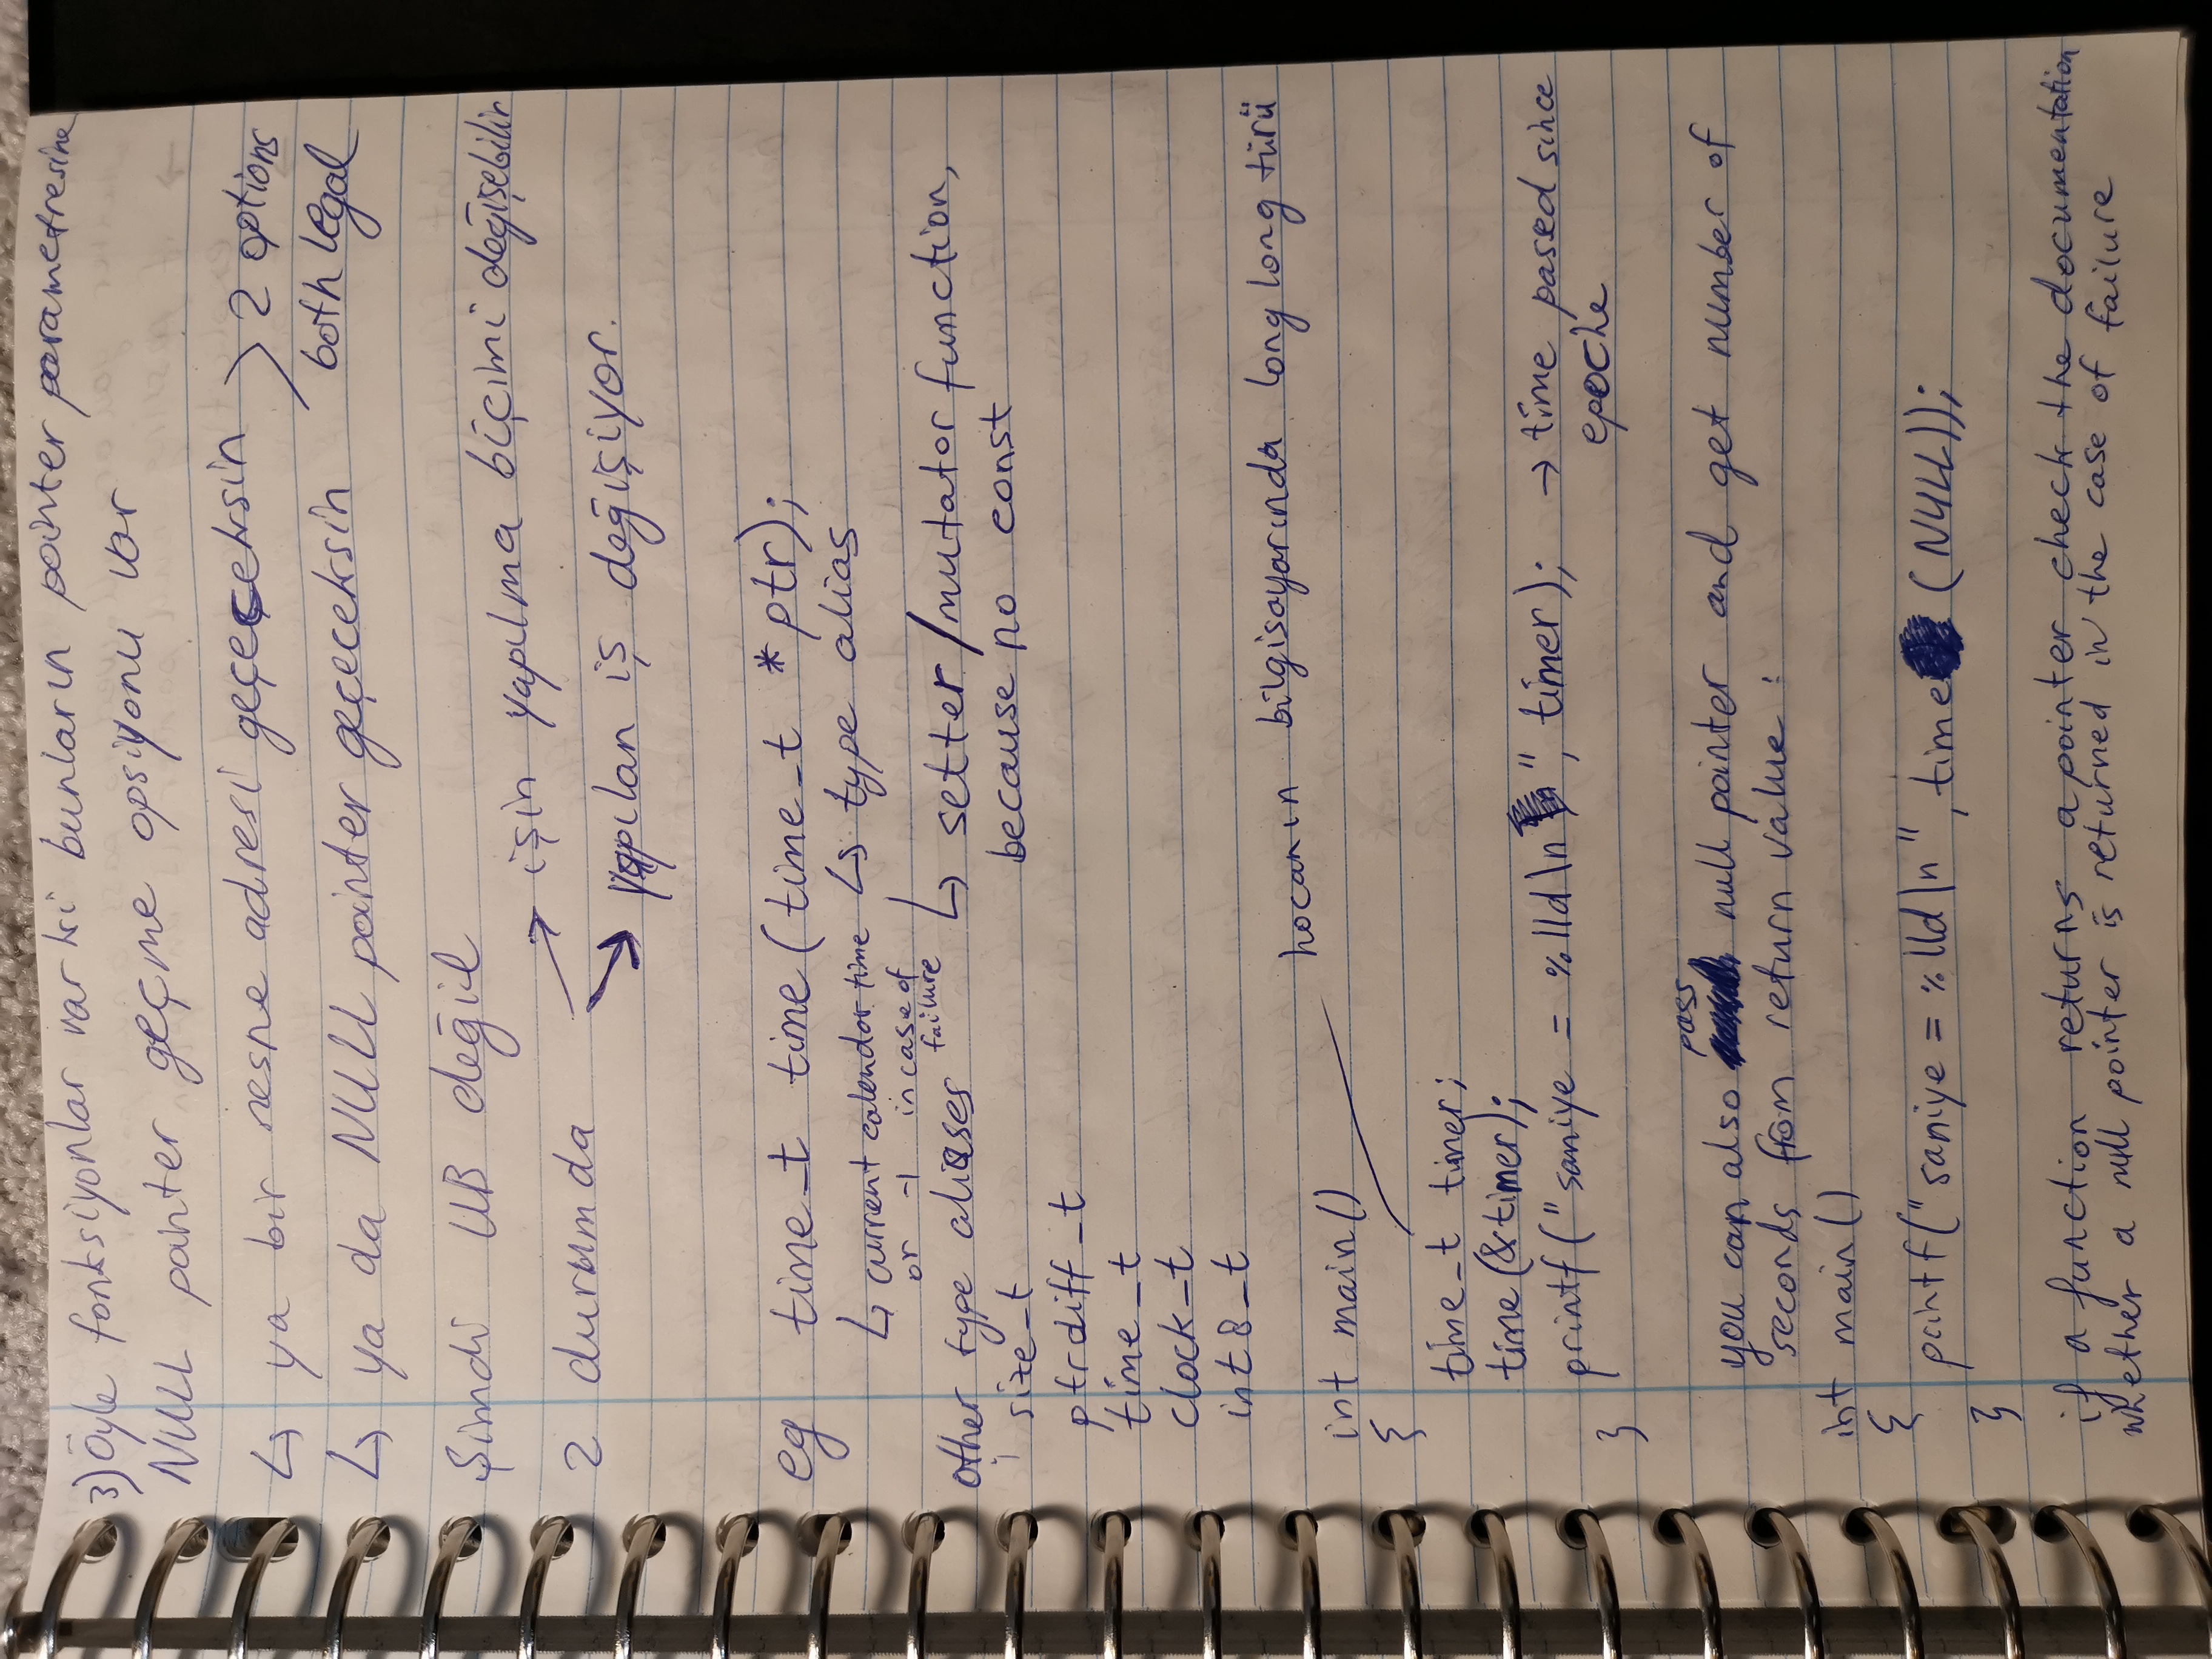 3) Öyle fonksiyonlar var ki bunların pointer parametresine
NULL pointer geçme opsiyonu var
↳ ya bir nesne adresi geçeceksin
↳ ya da NULL pointer geçeceksin
> 2 options
both legal
Şimdi UB değil
2 durumda
→ işin yapılma biçimi değişebilir
→ yapılan iş değişiyor.
eg time_t time(time_t *ptr);
↳ current calendar time
or -1 in case of
failure
↳ type alias
↳ setter/mutator function,
because no const
other type aliases
size_t
ptrdiff_t
time_t
clock_t
int8_t
hocanın bilgisayarında long long türü
int main()
{
time_t timer;
time(&timer);
printf("saniye = %lld\n", timer); → time pased since
epoche
}
you can also pass null pointer and get number of
seconds from return value :
int main()
{
printf("saniye = %lld\n", time (NULL));
}
if a function returns a pointer check the documentation
whether a null pointer is returned in the case of failure